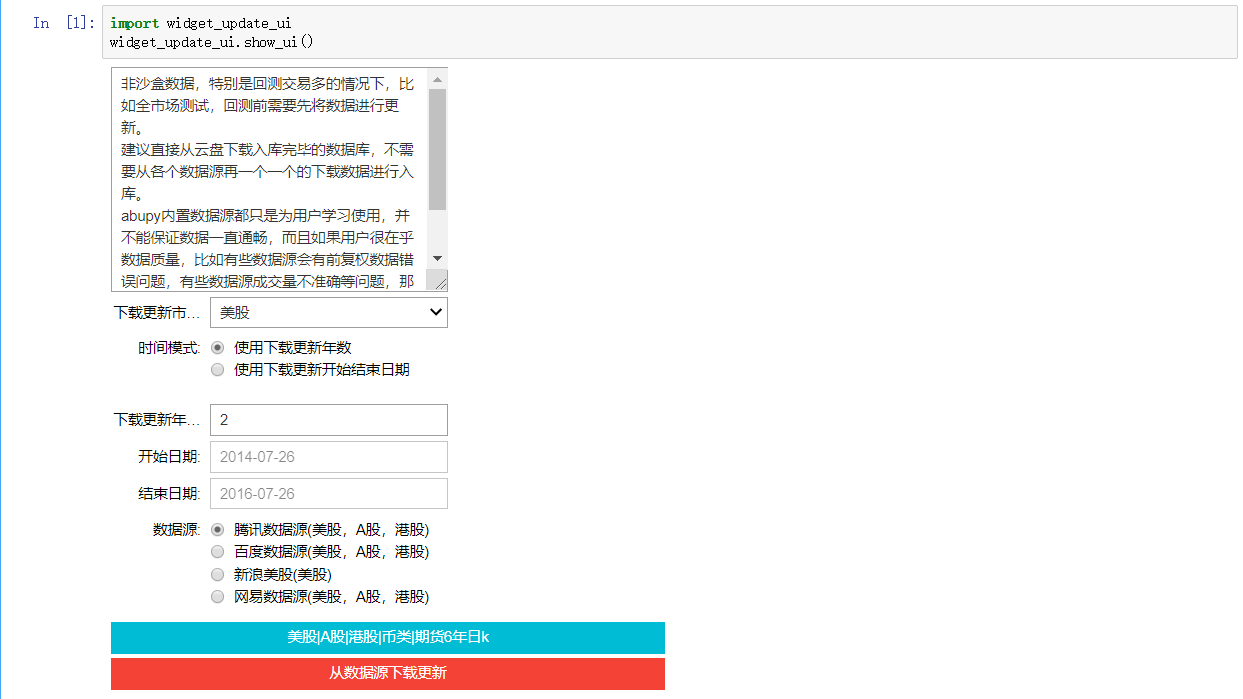 In [1]: import widget_update_ui
widget_update_ui.show_ui()
非沙盒数据，特别是回测交易多的情况下，比
如全市场测试，回测前需要先将数据进行更
新。
建议直接从云盘下载入库完毕的数据库，不需
要从各个数据源再一个一个的下载数据进行入
库。
abupy内置数据源都只是为用户学习使用，并
不能保证数据一直通畅，而且如果用户很在乎
数据质量，比如有些数据源会有前复权数据错
误问题，有些数据源成交量不准确等问题，那
下载更新市... 美股
时间模式: 使用下载更新年数
使用下载更新开始结束日期
下载更新年... 2
开始日期: 2014-07-26
结束日期: 2016-07-26
数据源: 腾讯数据源(美股，A股，港股)
百度数据源(美股，A股，港股)
新浪美股(美股)
网易数据源(美股，A股，港股)
美股|A股|港股|币类|期货6年日k
从数据源下载更新